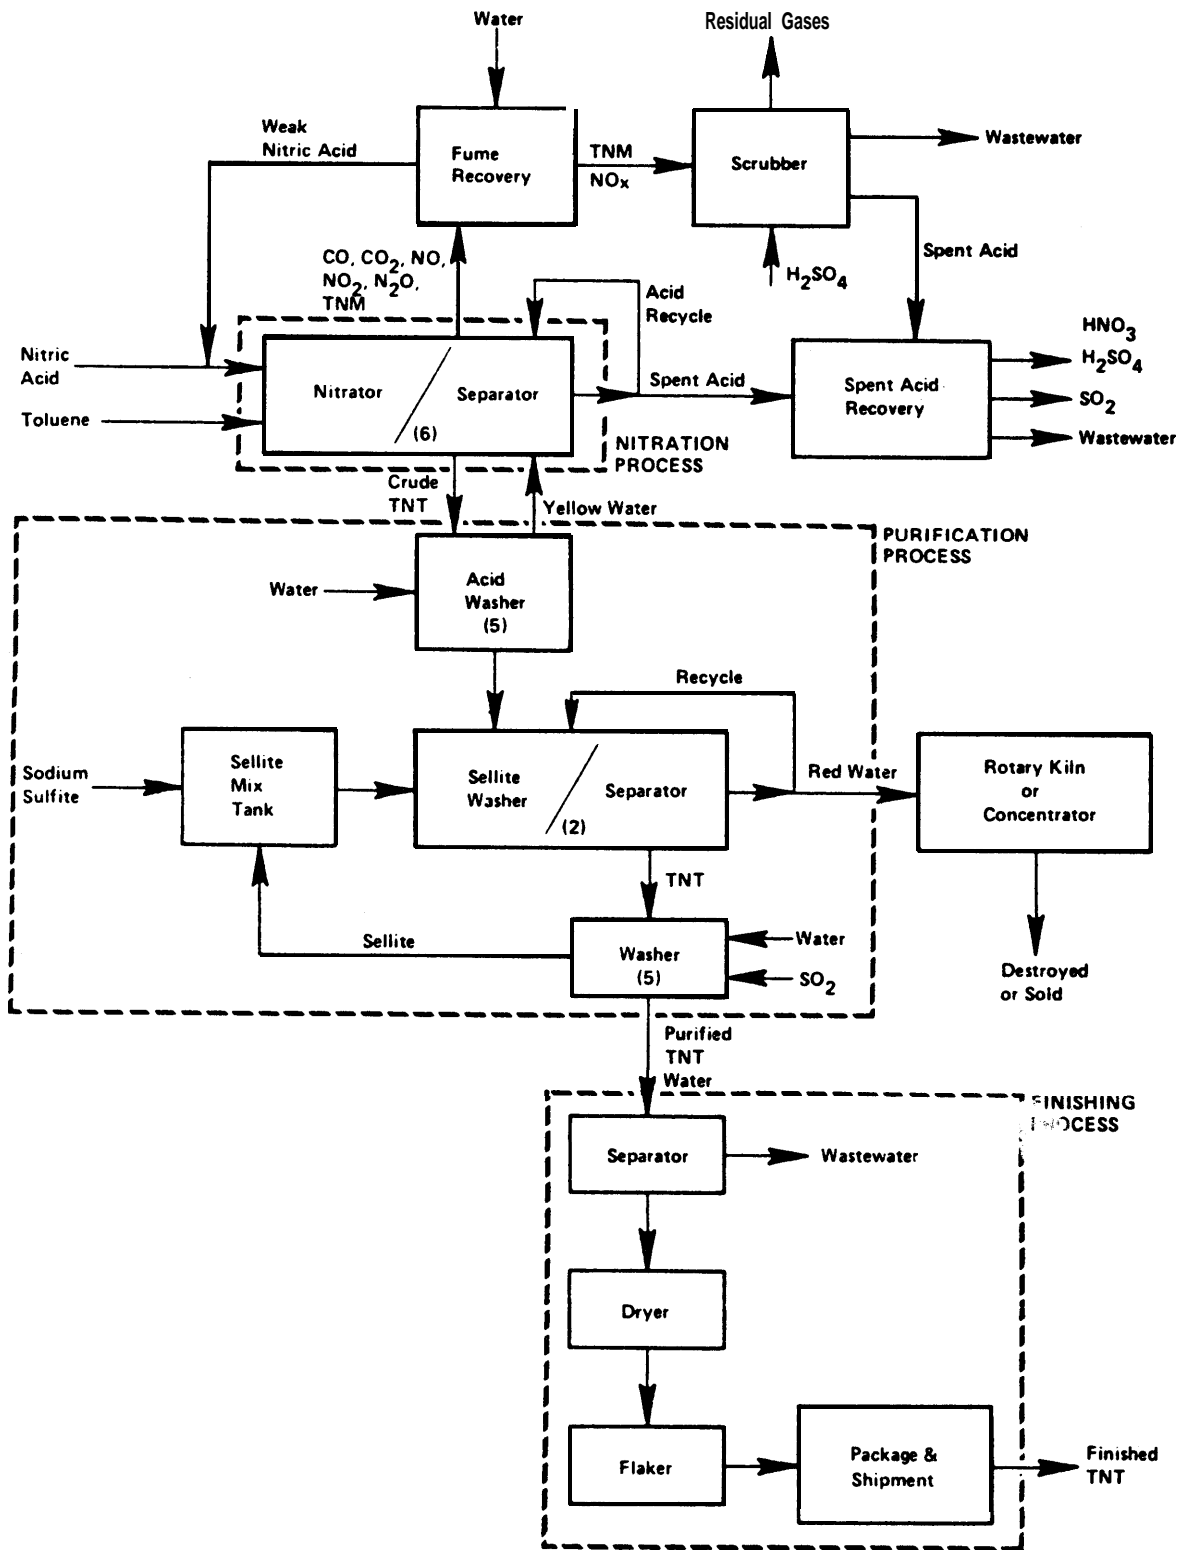 Water
Residual Gases
Weak
Nitric Acid
Fume
Recovery
TNM
NOx
Scrubber
Wastewater
CO, CO2, NO,
NO2, N2O,
TNM
H2SO4
Spent Acid
Acid
Recycle
Nitric
Acid
Toluene
Nitrator
Separator
(6)
Spent Acid
Spent Acid
Recovery
HNO3
H2SO4
SO2
Wastewater
NITRATION
PROCESS
Crude
TNT
Yellow Water
PURIFICATION
PROCESS
Water
Acid
Washer
(5)
Recycle
Sodium
Sulfite
Sellite
Mix
Tank
Sellite
Washer
Separator
(2)
Red Water
Rotary Kiln
or
Concentrator
TNT
Sellite
Washer
(5)
Water
SO2
Destroyed
or Sold
Purified
TNT
Water
FINISHING
PROCESS
Separator
Wastewater
Dryer
Flaker
Package &
Shipment
Finished
TNT